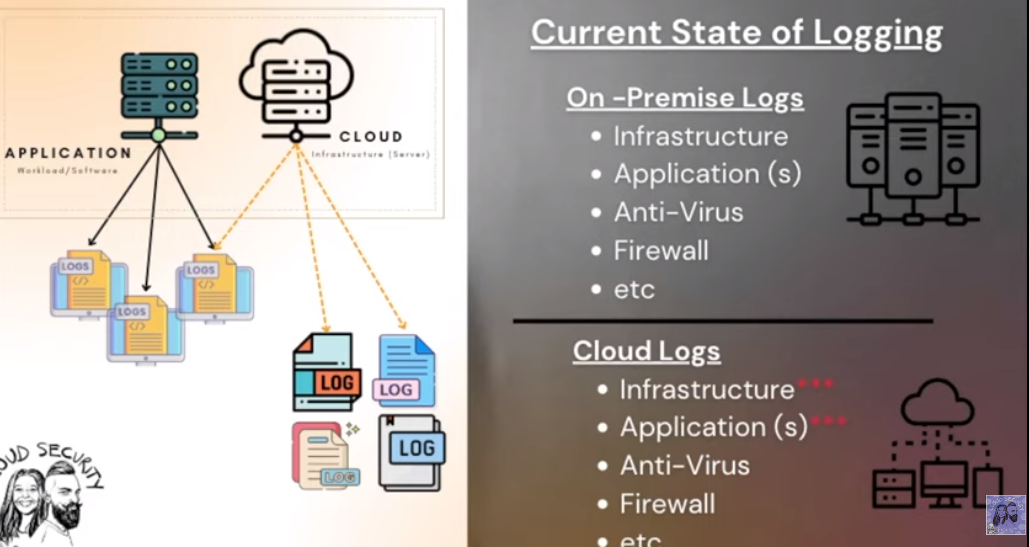 APPLICATION
Workload/Software
CLOUD
Infrastructure (Server)
LOGS
LOGS
LOGS
LOG
LOG
LOG
LOG
CLOUD SECURITY
Current State of Logging
On -Premise Logs
• Infrastructure
• Application (s)
• Anti-Virus
• Firewall
• etc
Cloud Logs
• Infrastructure***
• Application (s)***
• Anti-Virus
• Firewall
• etc